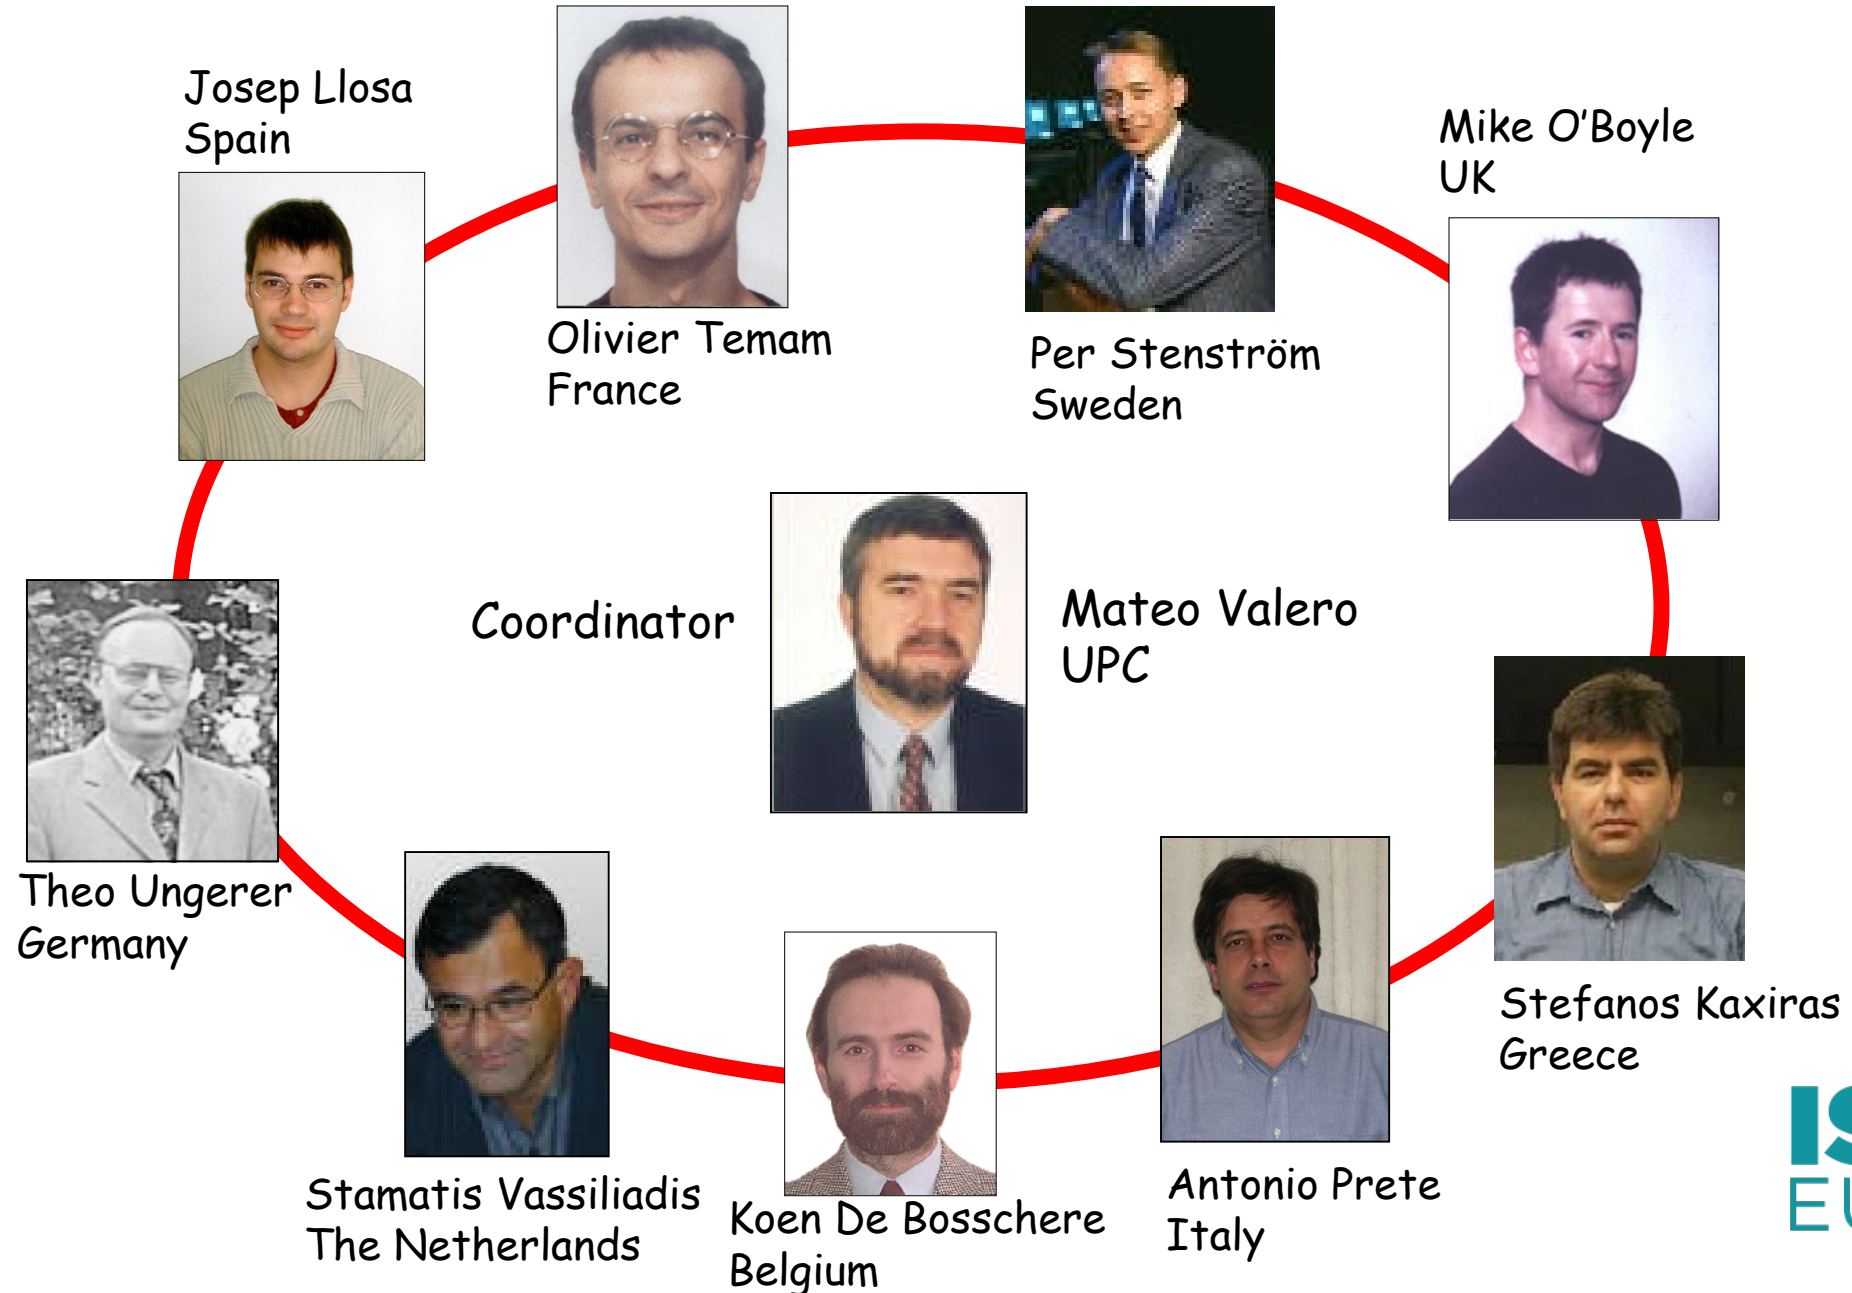 Josep Llosa
Spain
Olivier Temam
France
Per Stenström
Sweden
Mike O'Boyle
UK
Coordinator
Mateo Valero
UPC
Theo Ungerer
Germany
Stamatis Vassiliadis
The Netherlands
Koen De Bosschere
Belgium
Antonio Prete
Italy
Stefanos Kaxiras
Greece